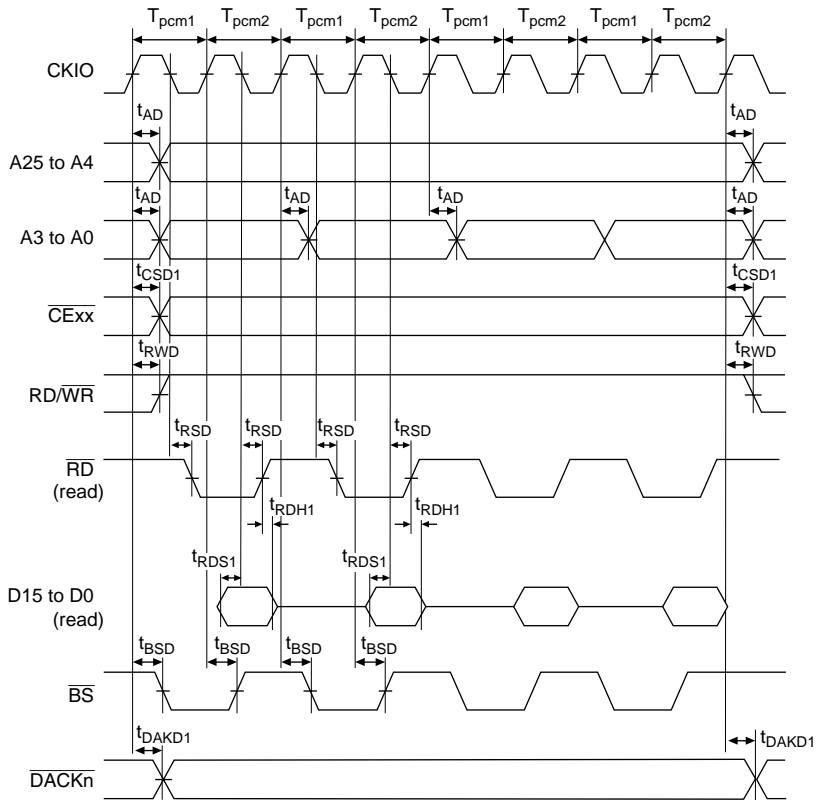 Tpcm1 Tpcm2 Tpcm1 Tpcm2 Tpcm1 Tpcm2 Tpcm1 Tpcm2
CKIO
tAD tAD
A25 to A4
tAD tAD tAD tAD
A3 to A0
tCSD1 tCSD1
CExx
tRWD tRWD
RD/WR
tRSD tRSD tRSD tRSD
RD
(read)
tRDH1 tRDH1
tRDS1 tRDS1
D15 to D0
(read)
tBSD tBSD tBSD tBSD
BS
tDAKD1 tDAKD1
DACKn